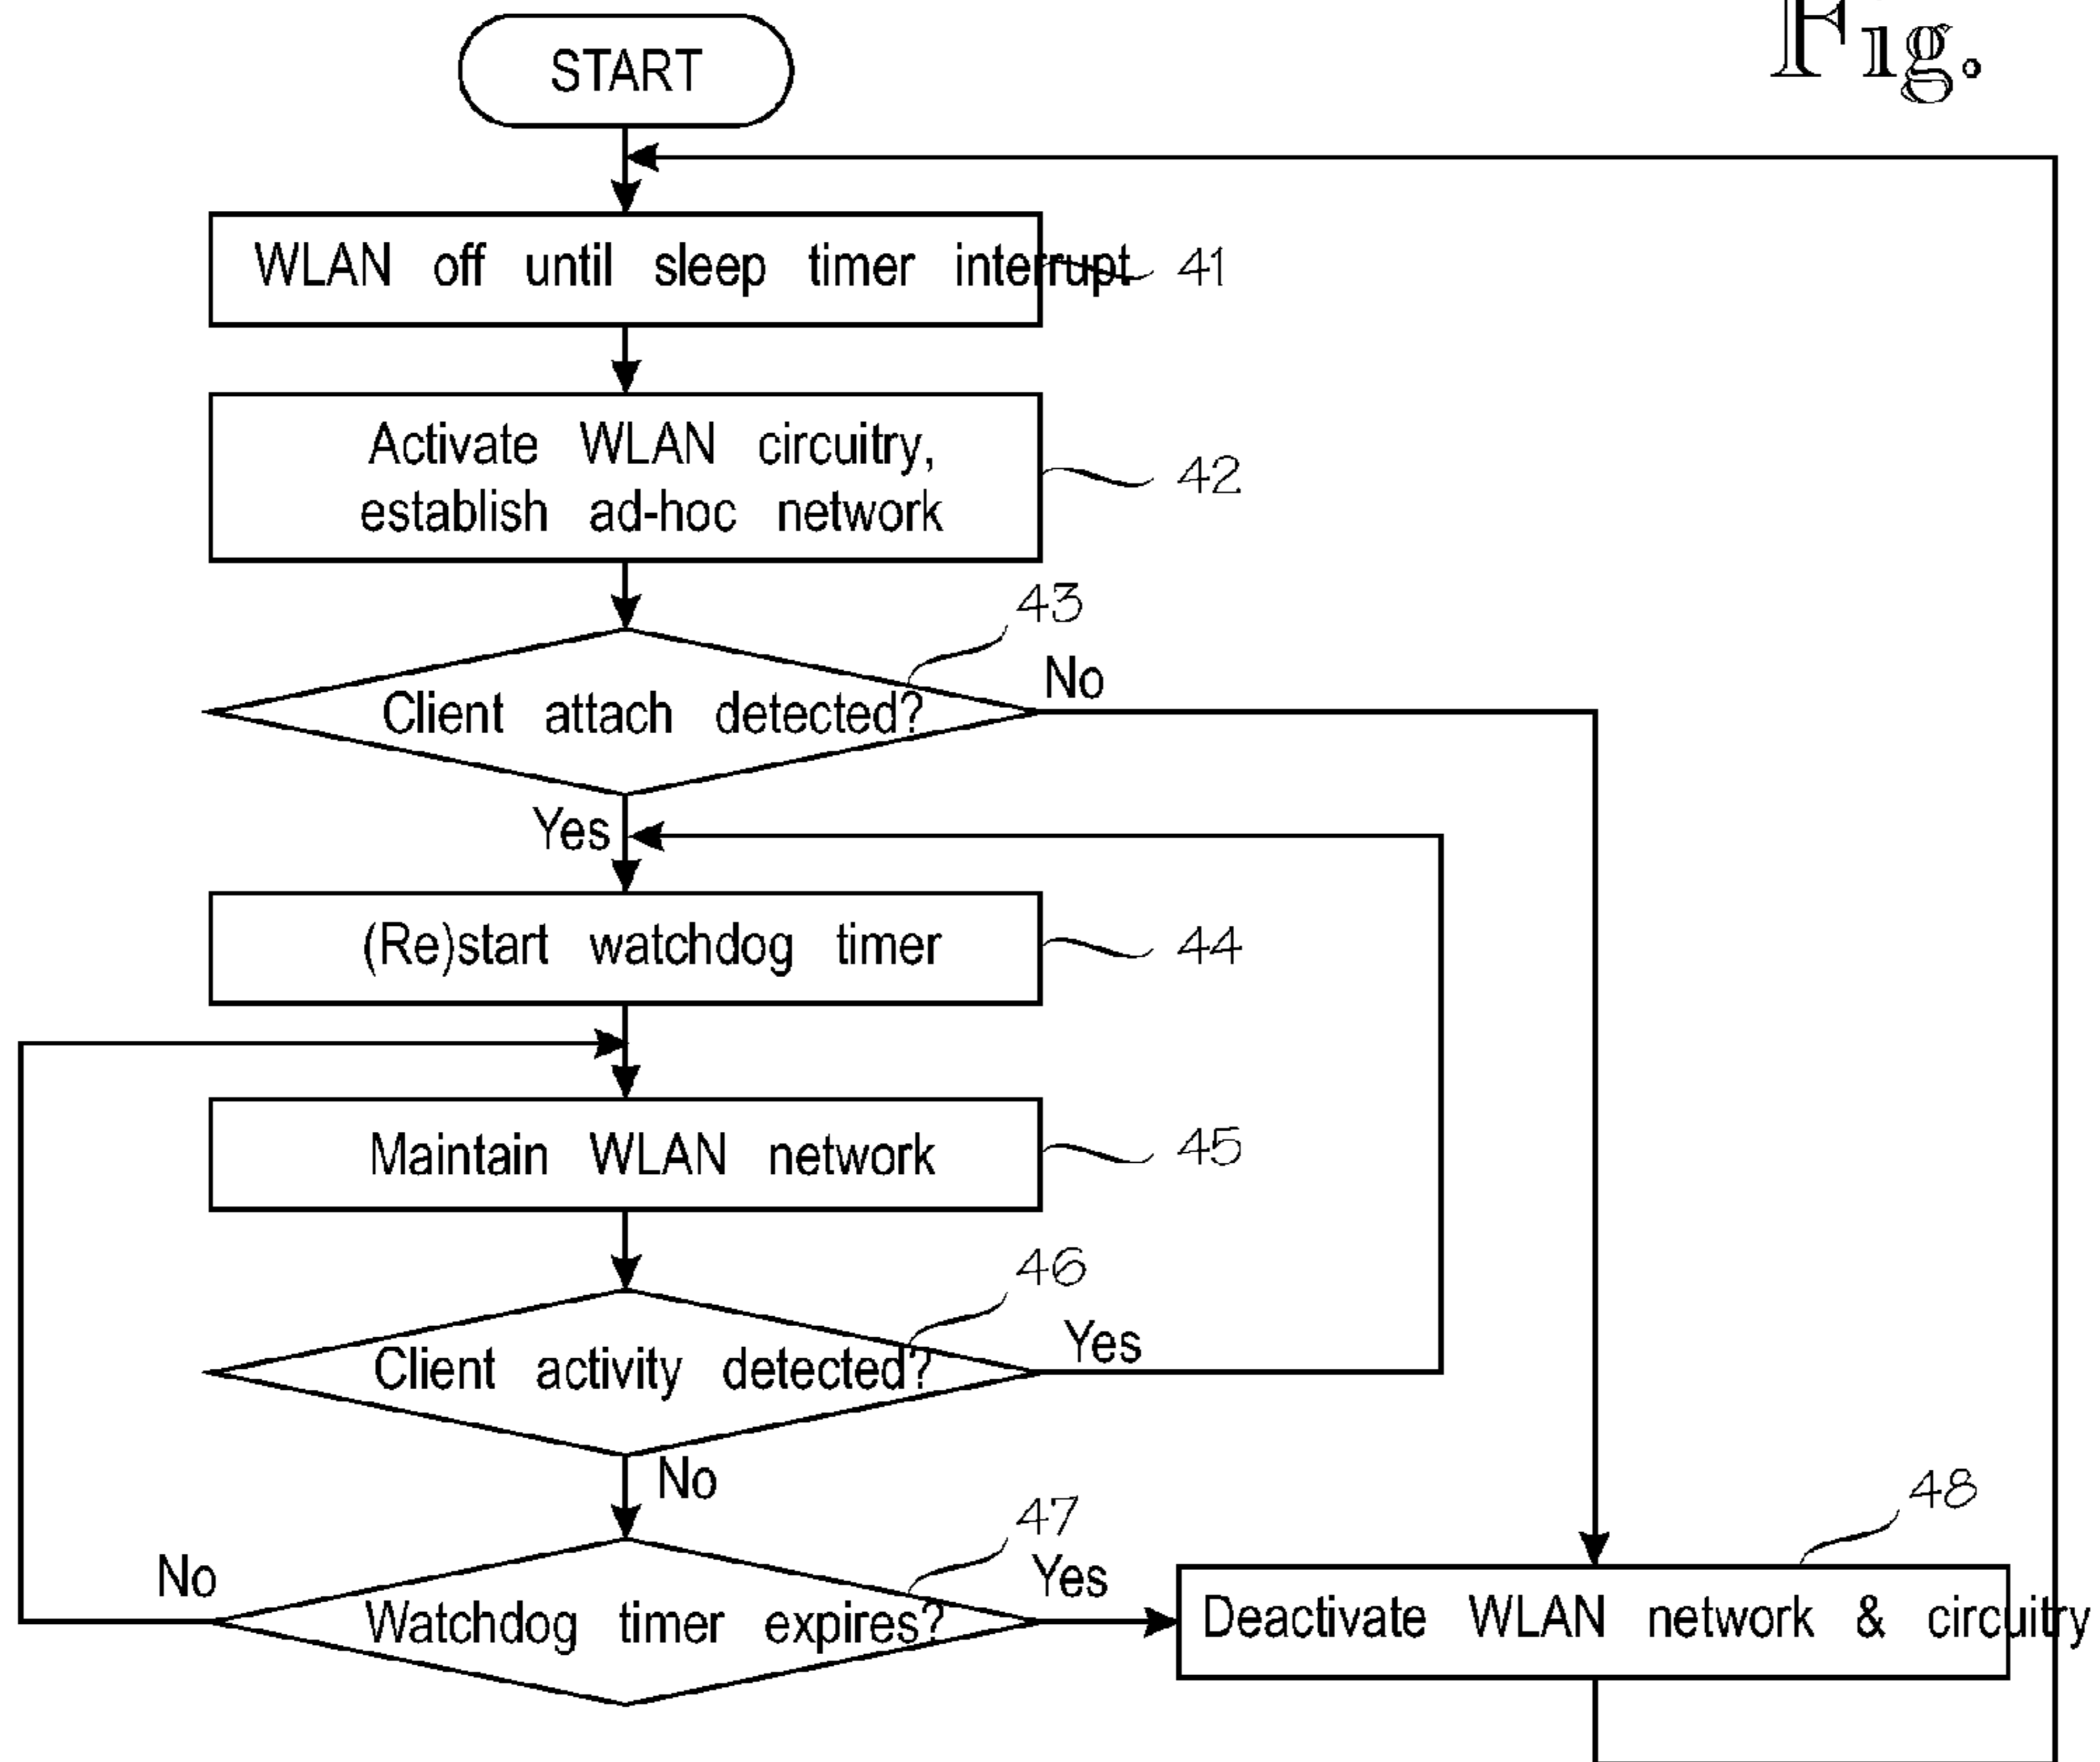 Fig.
START
WLAN off until sleep timer interrupt
41
Activate WLAN circuitry,
establish ad-hoc network
42
43
Client attach detected?
No
Yes
(Re)start watchdog timer
44
Maintain WLAN network
45
46
Client activity detected?
Yes
No
47
48
No
Watchdog timer expires?
Yes
Deactivate WLAN network & circuitry